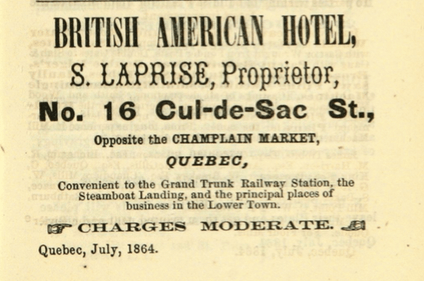 BRITISH AMERICAN HOTEL,
S. LAPRISE, Proprietor,
No. 16 Cul-de-Sac St.,
Opposite the CHAMPLAIN MARKET,
QUEBEC,
Convenient to the Grand Trunk Railway Station, the
Steamboat Landing, and the principal places of
business in the Lower Town.
☞ CHARGES MODERATE. ☜
Quebec, July, 1864.